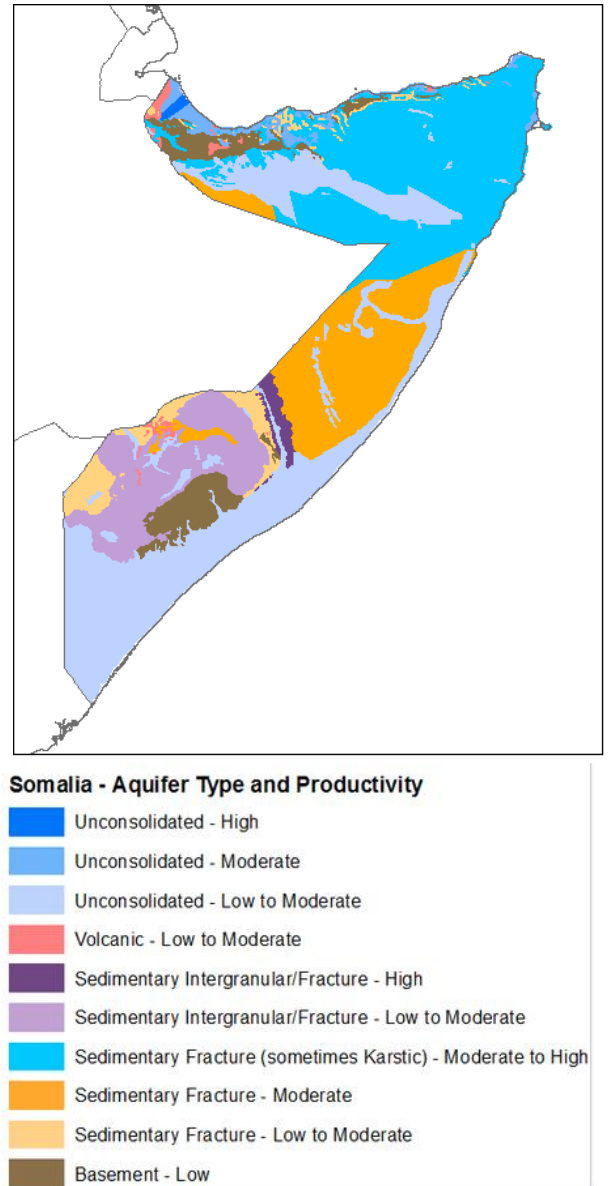 Somalia - Aquifer Type and Productivity
Unconsolidated - High
Unconsolidated - Moderate
Unconsolidated - Low to Moderate
Volcanic - Low to Moderate
Sedimentary Intergranular/Fracture - High
Sedimentary Intergranular/Fracture - Low to Moderate
Sedimentary Fracture (sometimes Karstic) - Moderate to High
Sedimentary Fracture - Moderate
Sedimentary Fracture - Low to Moderate
Basement - Low